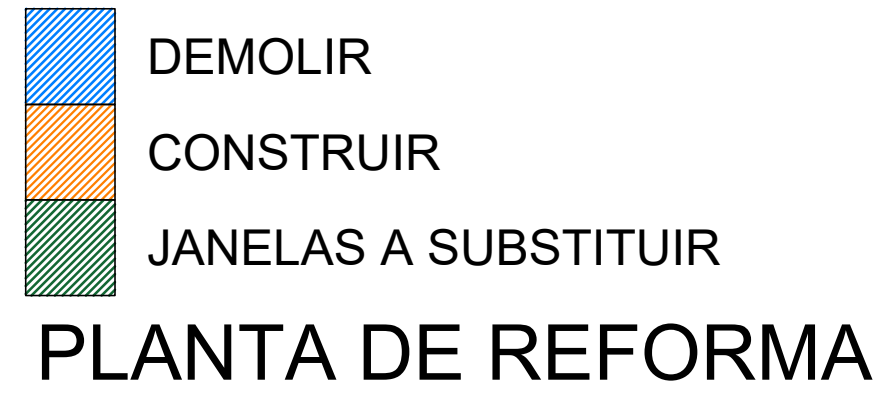 DEMOLIR
CONSTRUIR
JANELAS A SUBSTITUIR
PLANTA DE REFORMA